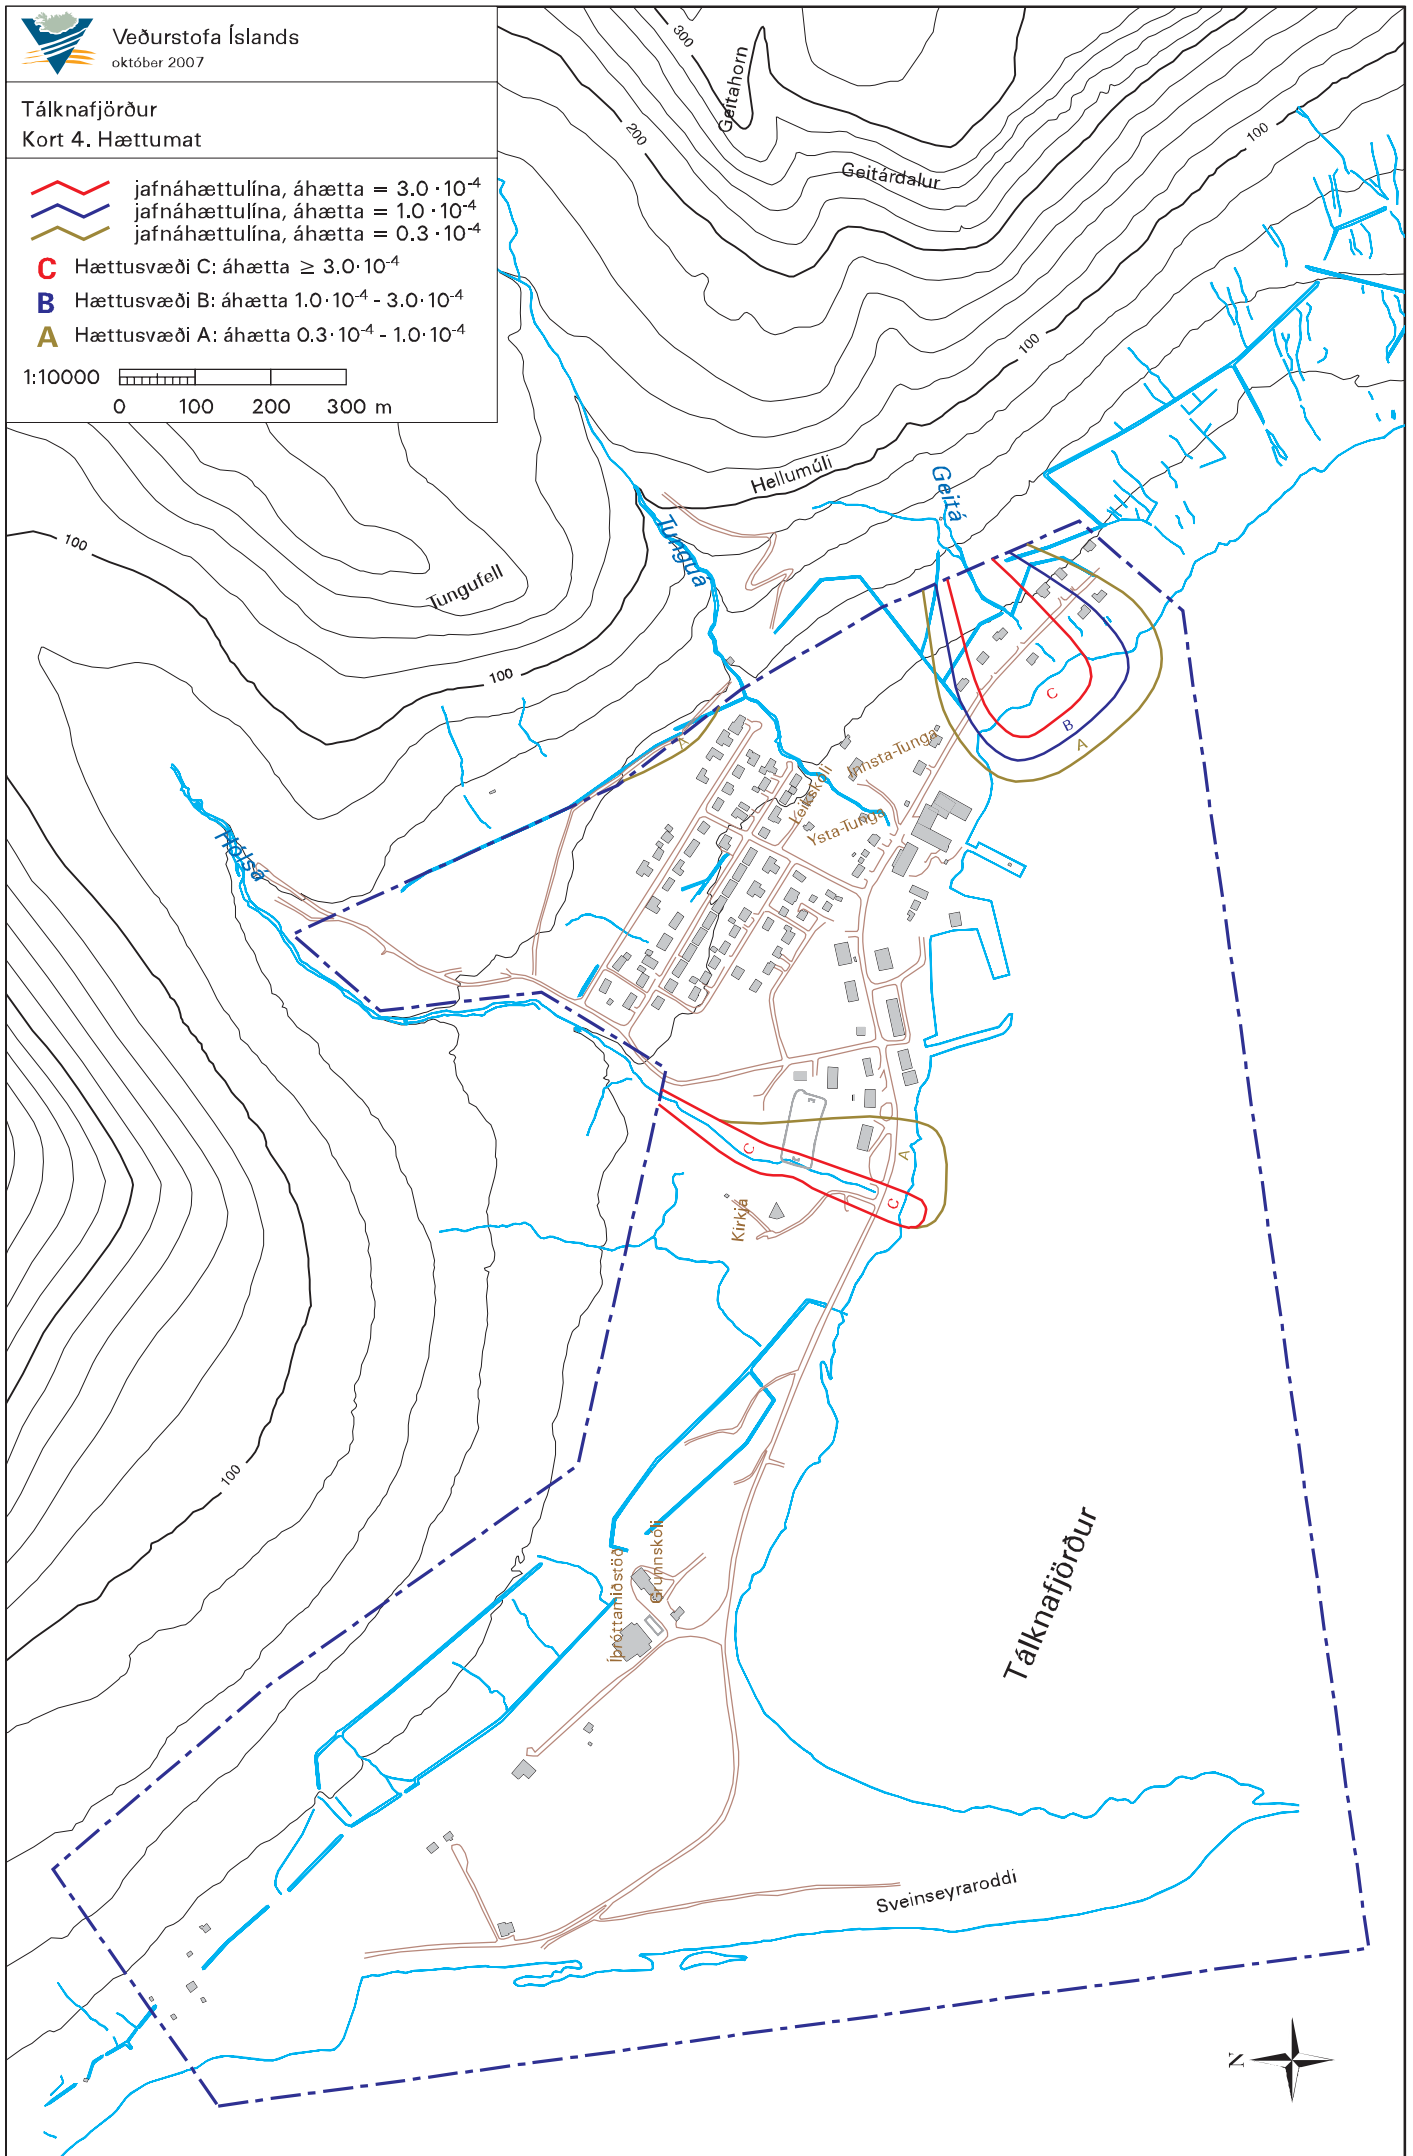 Veðurstofa Íslands
október 2007
Tálknafjörður
Kort 4. Hættumat
jafnáhættulína, áhætta = 3.0·10⁻⁴
jafnáhættulína, áhætta = 1.0·10⁻⁴
jafnáhættulína, áhætta = 0.3·10⁻⁴
C Hættusvæði C: áhætta ≥ 3.0·10⁻⁴
B Hættusvæði B: áhætta 1.0·10⁻⁴ - 3.0·10⁻⁴
A Hættusvæði A: áhætta 0.3·10⁻⁴ - 1.0·10⁻⁴
1:10000
0 100 200 300 m
300
Geitahorn
200
100
Geitárdalur
100
Hellumúli
Geitá
Tunguá
100
Tungufell
100
C
B
A
A
Innsta-Tunga
Leikskóli
Ysta-Tunga
Hólsá
C
A
C
Kirkja
100
Grunnskóli
Íþróttamiðstöð
Tálknafjörður
Sveinseyraroddi
N